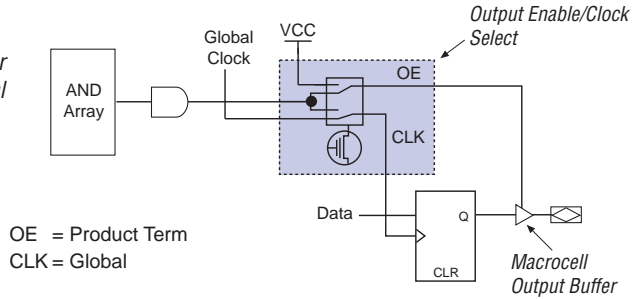 Output Enable/Clock
Select
r
l
Global
Clock
VCC
AND
Array
OE
CLK
Data
Q
CLR
OE = Product Term
CLK = Global
Macrocell
Output Buffer